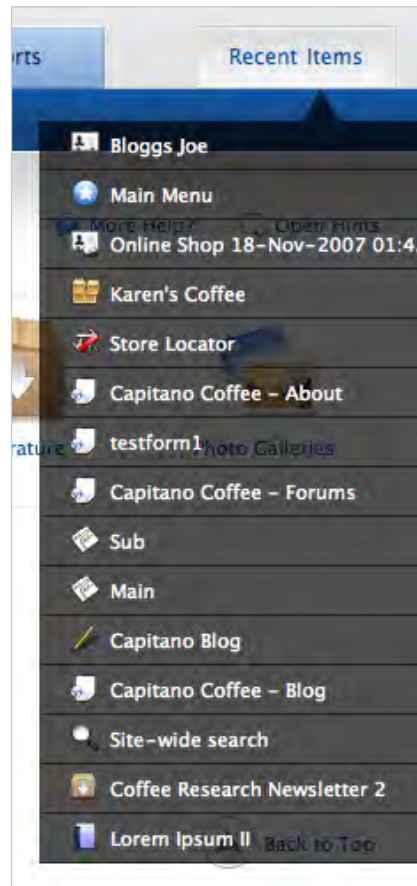 rts
Recent Items
Bloggs Joe
Main Menu
More Help? Open Hints
Online Shop 18-Nov-2007 01:4
Karen's Coffee
Store Locator
Capitano Coffee - About
rature
testform1
Photo Galleries
Capitano Coffee - Forums
Sub
Main
Capitano Blog
Capitano Coffee - Blog
Site-wide search
Coffee Research Newsletter 2
Lorem Ipsum II
Back to Top